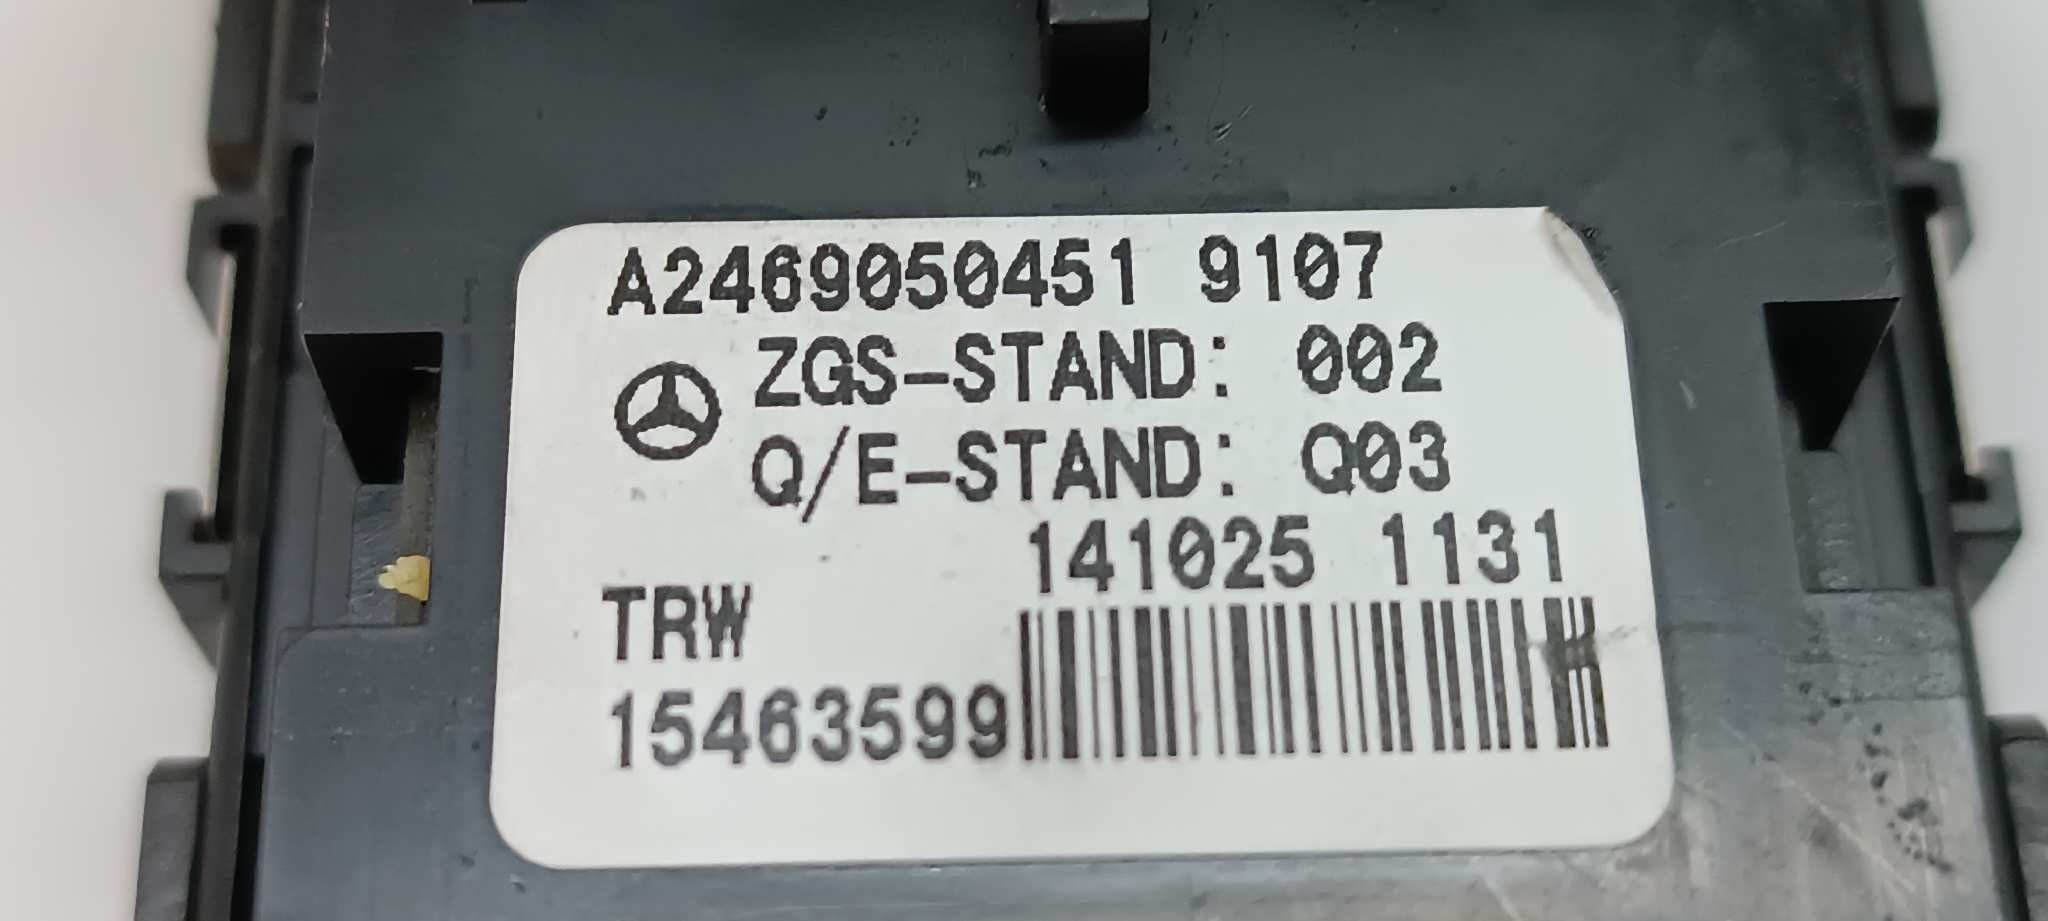 A2469050451 9107
ZGS-STAND: 002
Q/E-STAND: Q03
141025 1131
TRW
15463599